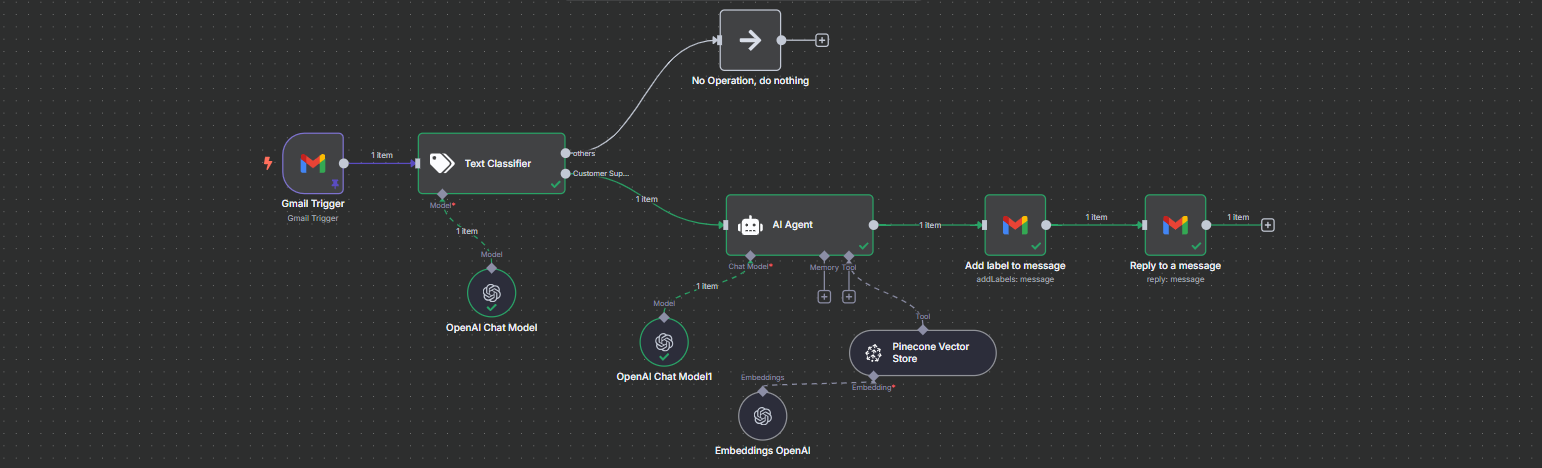 No Operation, do nothing
1 item
Text Classifier
others
Customer Sup...
Gmail Trigger
Gmail Trigger
Model*
1 item
1 item
AI Agent
1 item
1 item
1 item
Model
OpenAI Chat Model
Chat Model*
Memory
Tool
Add label to message
addLabels: message
Reply to a message
reply: message
1 item
Model
OpenAI Chat Model1
Tool
Pinecone Vector
Store
Embeddings
Embedding*
Embeddings OpenAI